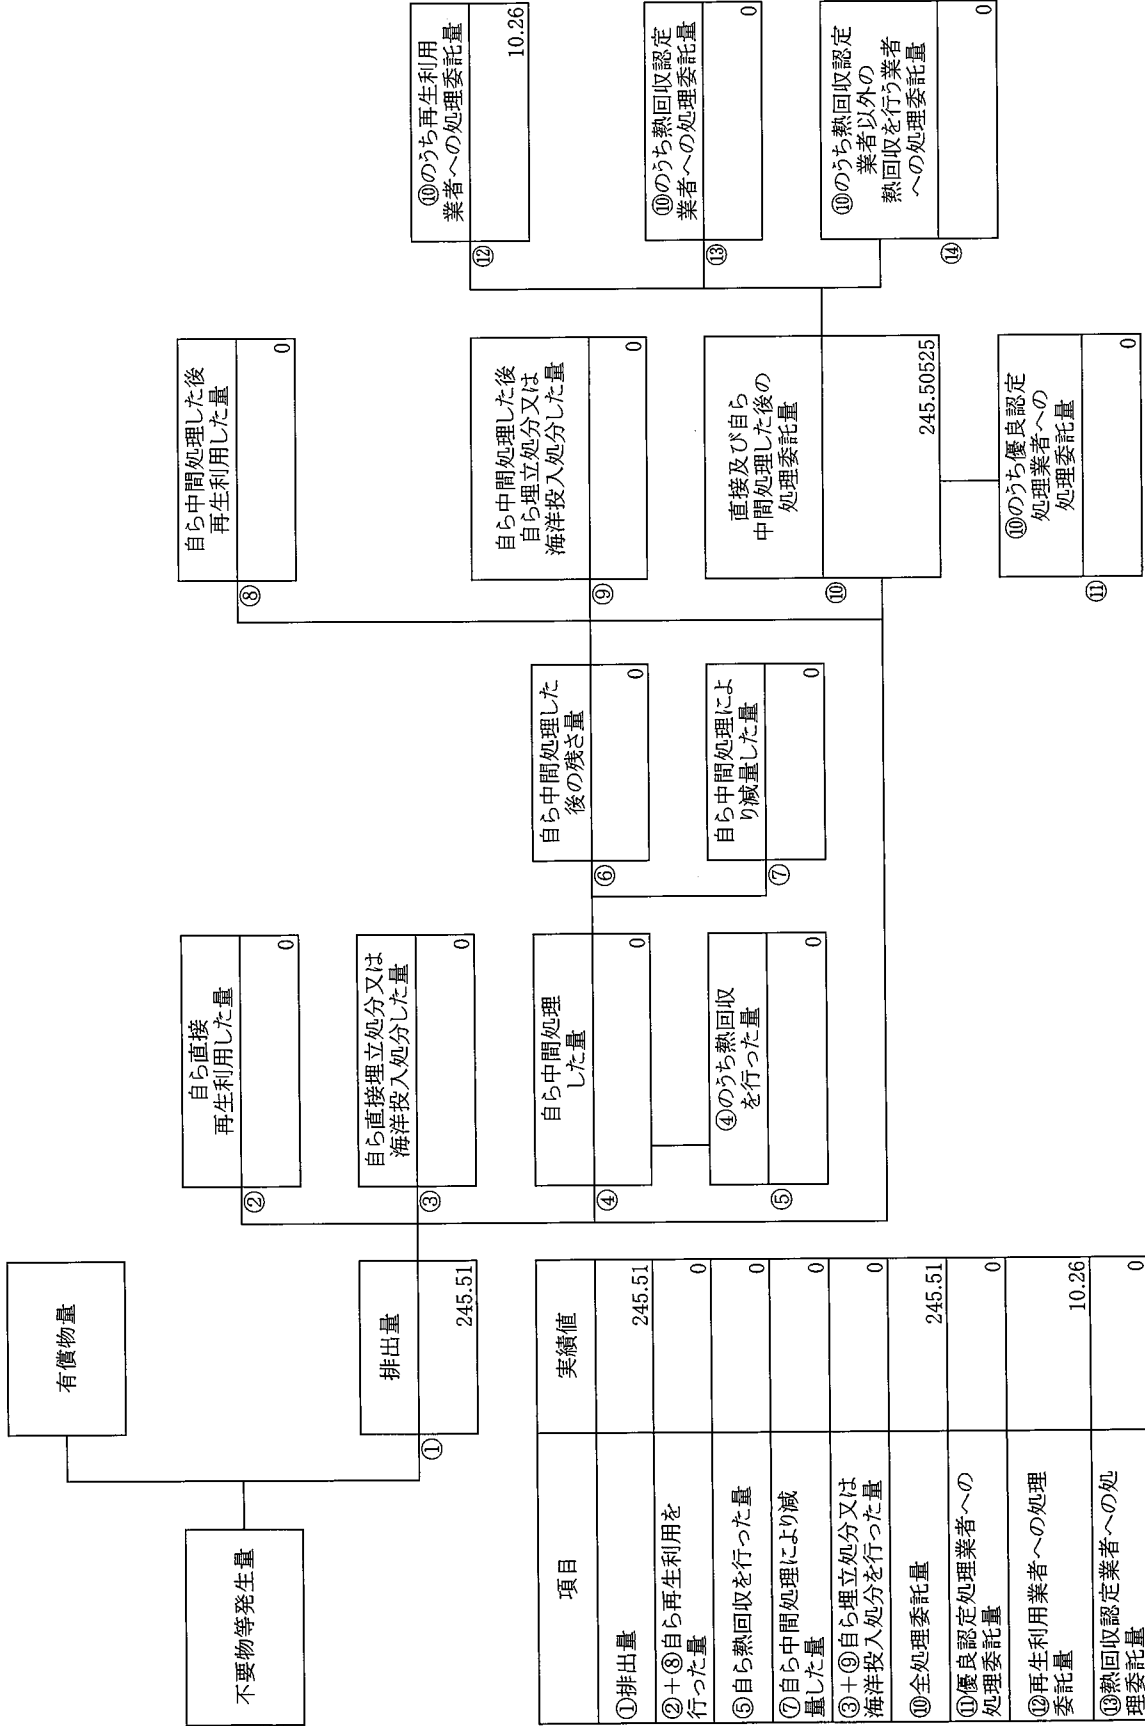 不要物等発生量
有償物量
①
排出量
245.51
②
自ら直接
再生利用した量
0
③
自ら直接埋立処分又は
海洋投入処分した量
0
④
自ら中間処理
した量
0
⑤
④のうち熱回収
を行った量
0
⑥
自ら中間処理した
後の残さ量
0
⑦
自ら中間処理によ
り減量した量
0
⑧
自ら中間処理した後
再生利用した量
0
⑨
自ら中間処理した後
自ら埋立処分又は
海洋投入処分した量
0
⑩
直接及び自ら
中間処理した後の
処理委託量
245.50525
⑪
⑩のうち優良認定
処理業者への
処理委託量
0
⑫
⑩のうち再生利用
業者への処理委託量
10.26
⑬
⑩のうち熱回収認定
業者への処理委託量
0
⑭
⑩のうち熱回収認定
業者以外の
熱回収を行う業者
への処理委託量
0
項目 実績値
①排出量 245.51
②+⑧自ら再生利用を
行った量 0
⑤自ら熱回収を行った量 0
⑦自ら中間処理により減
量した量 0
③+⑨自ら埋立処分又は
海洋投入処分を行った量 0
⑩全処理委託量 245.51
⑪優良認定処理業者への
処理委託量 0
⑫再生利用業者への処理
委託量 10.26
⑬熱回収認定業者への処
理委託量 0